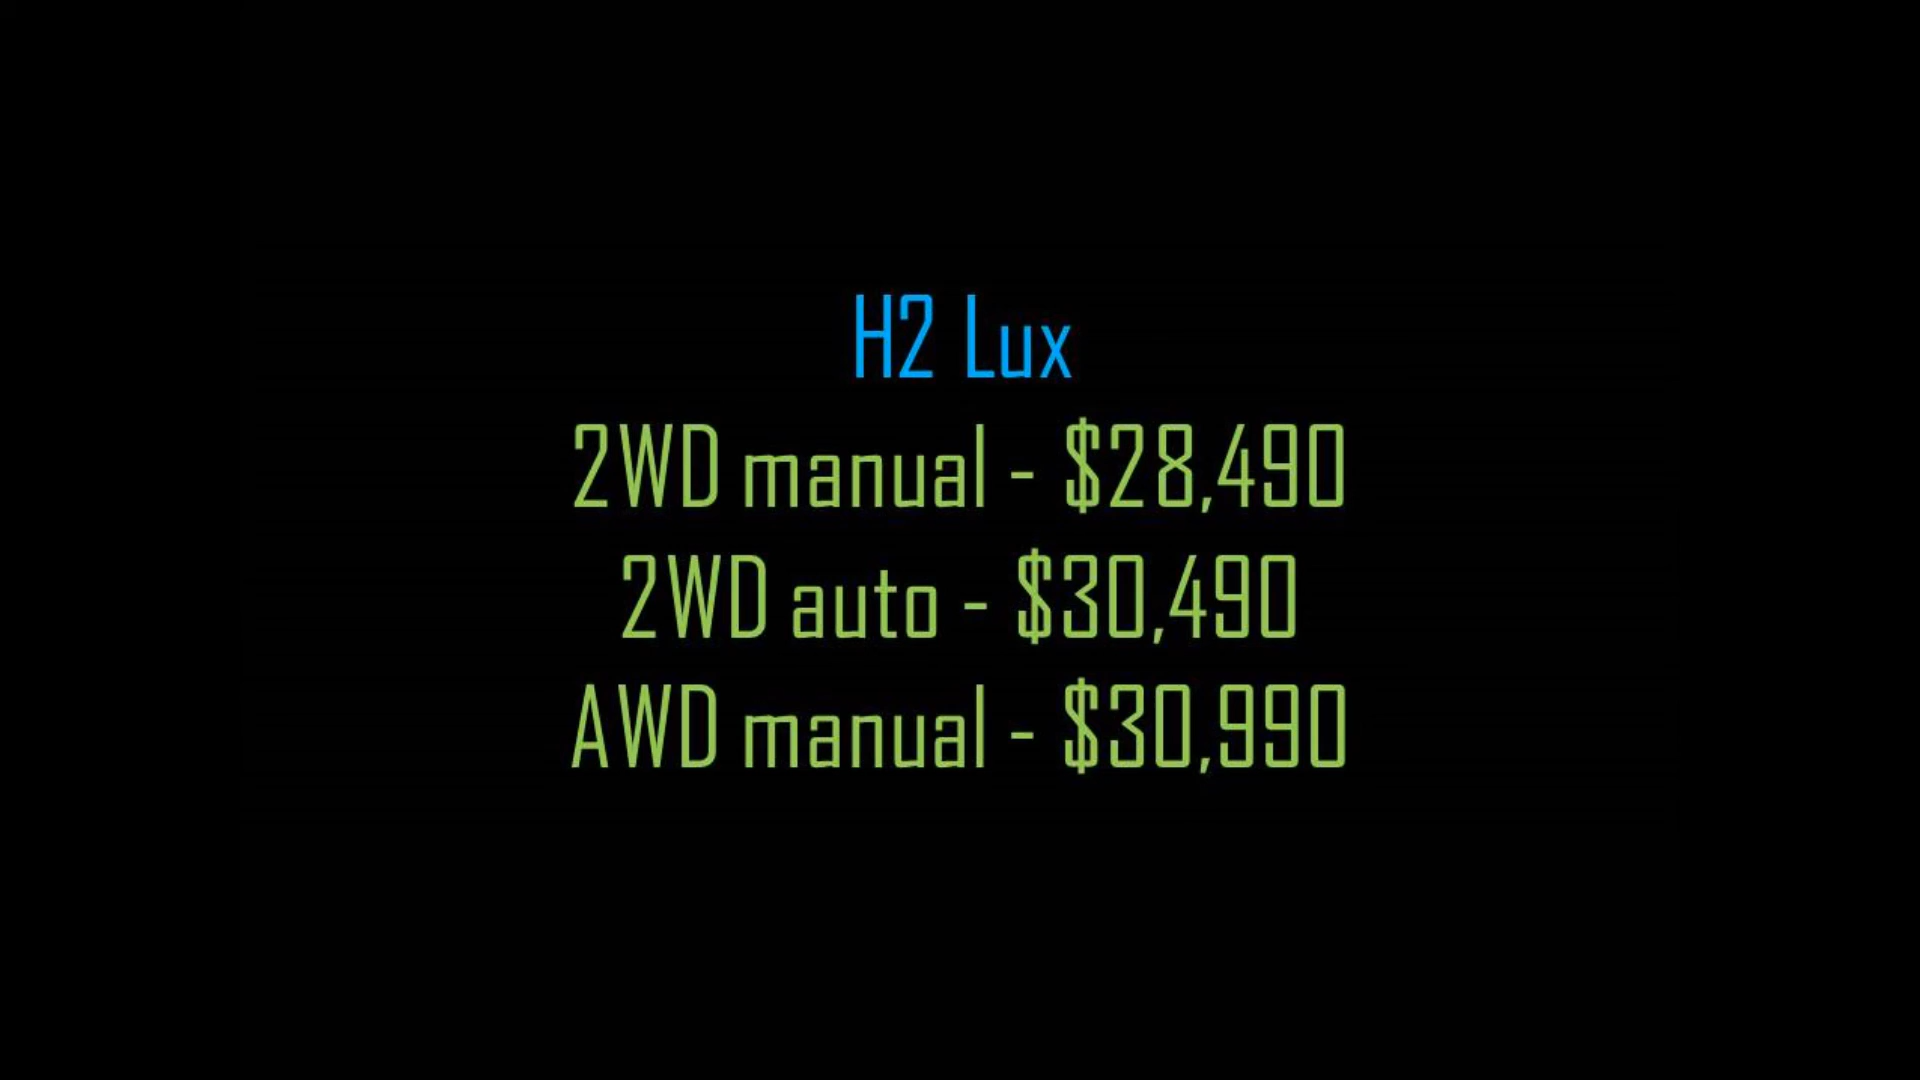 H2 Lux
2WD manual - $28,490
2WD auto - $30,490
AWD manual - $30,990